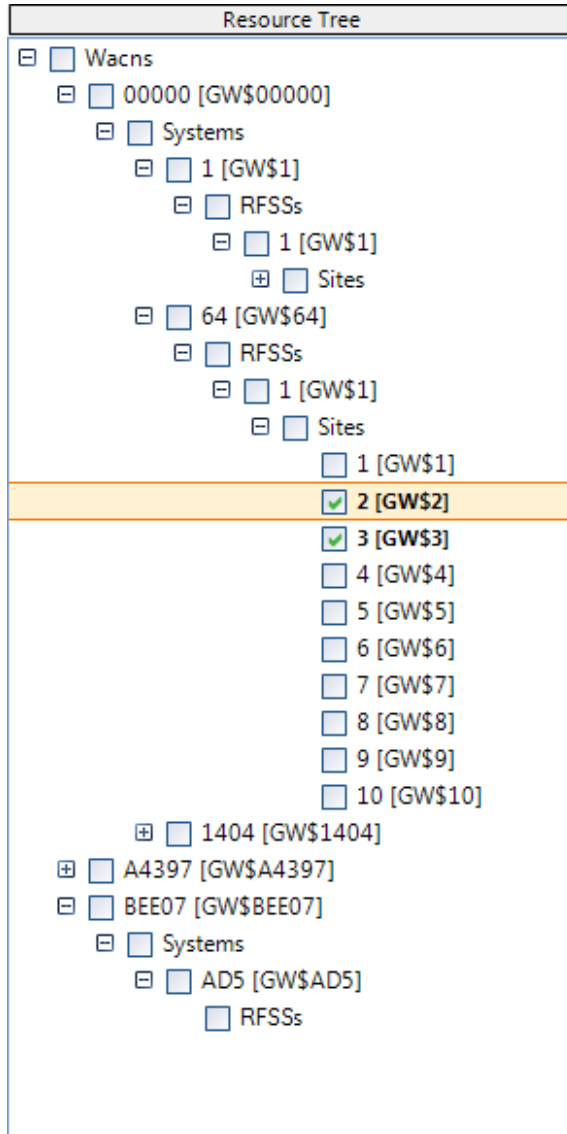 Resource Tree
Wacns
00000 [GW$00000]
Systems
1 [GW$1]
RFSSs
1 [GW$1]
Sites
64 [GW$64]
RFSSs
1 [GW$1]
Sites
1 [GW$1]
2 [GW$2]
3 [GW$3]
4 [GW$4]
5 [GW$5]
6 [GW$6]
7 [GW$7]
8 [GW$8]
9 [GW$9]
10 [GW$10]
1404 [GW$1404]
A4397 [GW$A4397]
BEE07 [GW$BEE07]
Systems
AD5 [GW$AD5]
RFSSs